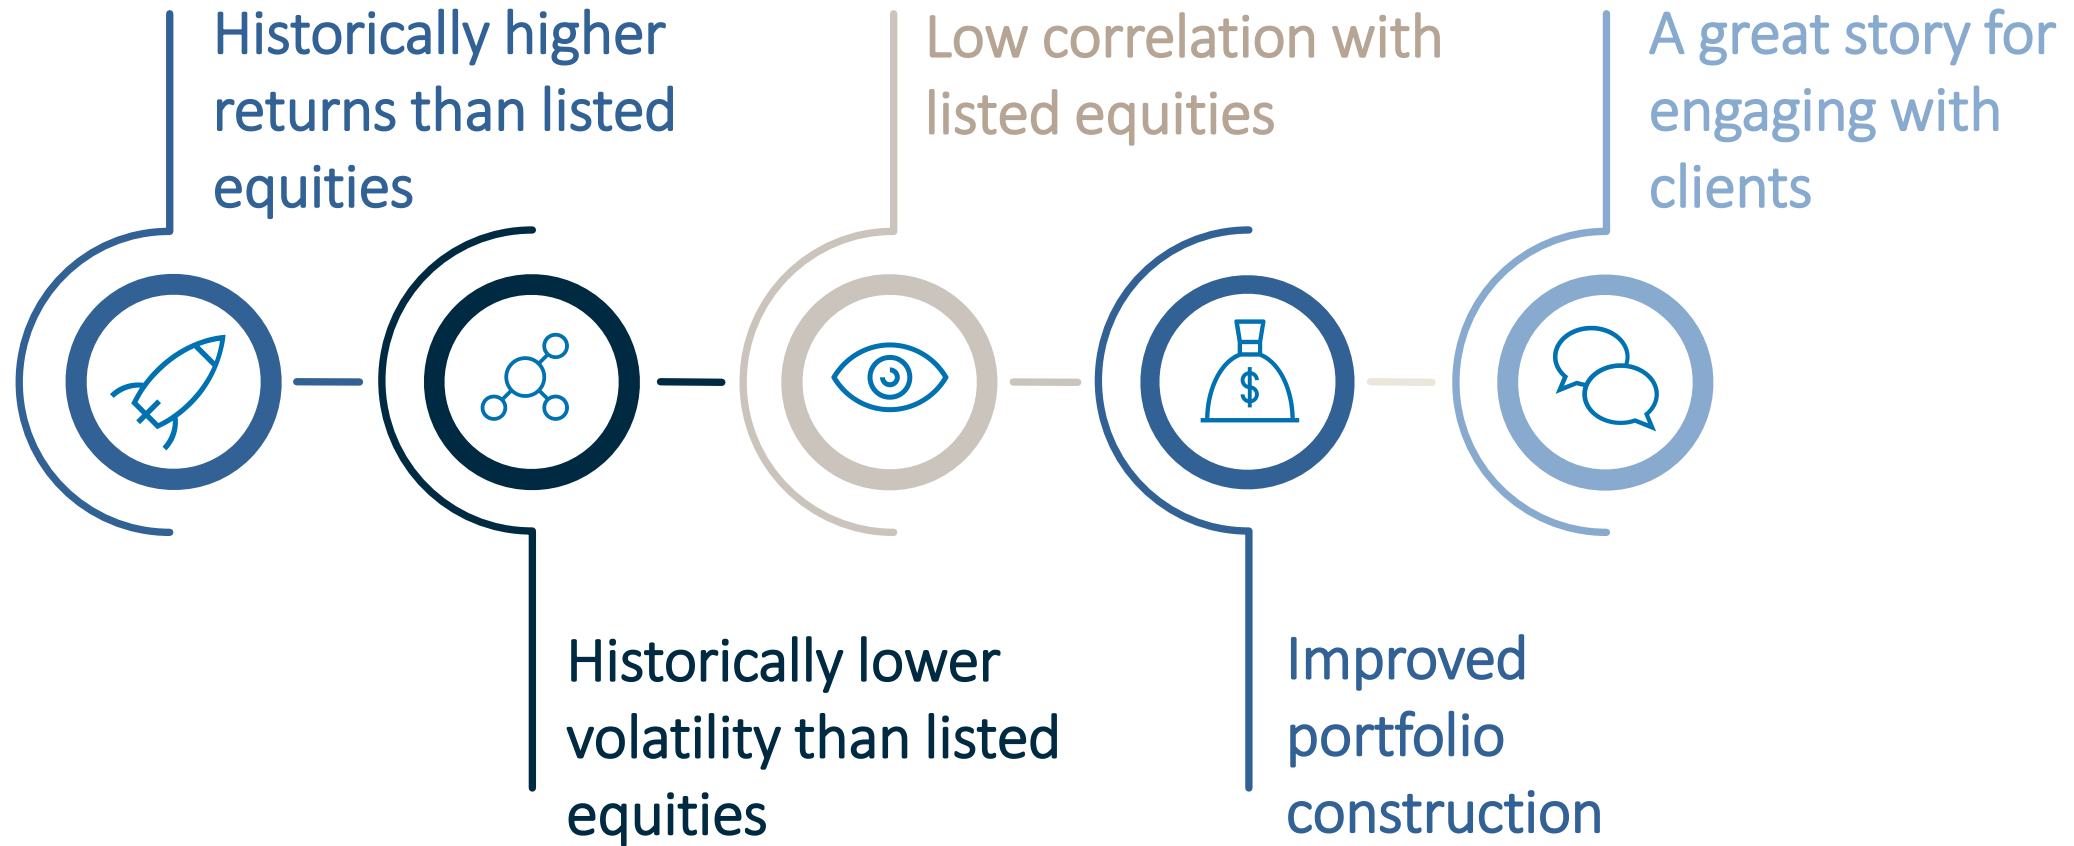 Historically higher
returns than listed
equities
Historically lower
volatility than listed
equities
Low correlation with
listed equities
$
Improved
portfolio
construction
A great story for
engaging with
clients